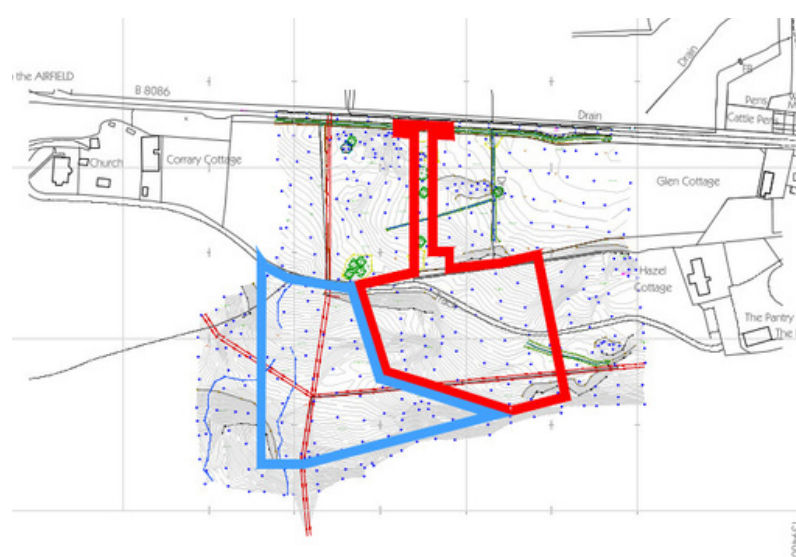 the AIRFIELD
B 8086
Drain
Drain
FB
Pens
Cattle Pens
Church
Corrary Cottage
Glen Cottage
Hazel
Cottage
Track
The Pantry
The